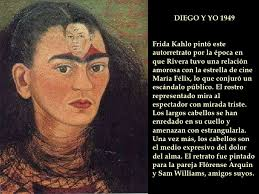 DIEGO Y YO 1949
Frida Kahlo pintó este
autorretrato por la época en
que Rivera tuvo una relación
amorosa con la estrella de cine
María Félix, lo que conjuró un
escándalo público. El rostro
representado mira al
espectador con mirada triste.
Los largos cabellos se han
enredado en su cuello y
amenazan con estrangularla.
Una vez más, los cabellos son
el medio expresivo del dolor
del alma. El retrato fue pintado
para la pareja Flórense Arquin
y Sam Williams, amigos suyos.